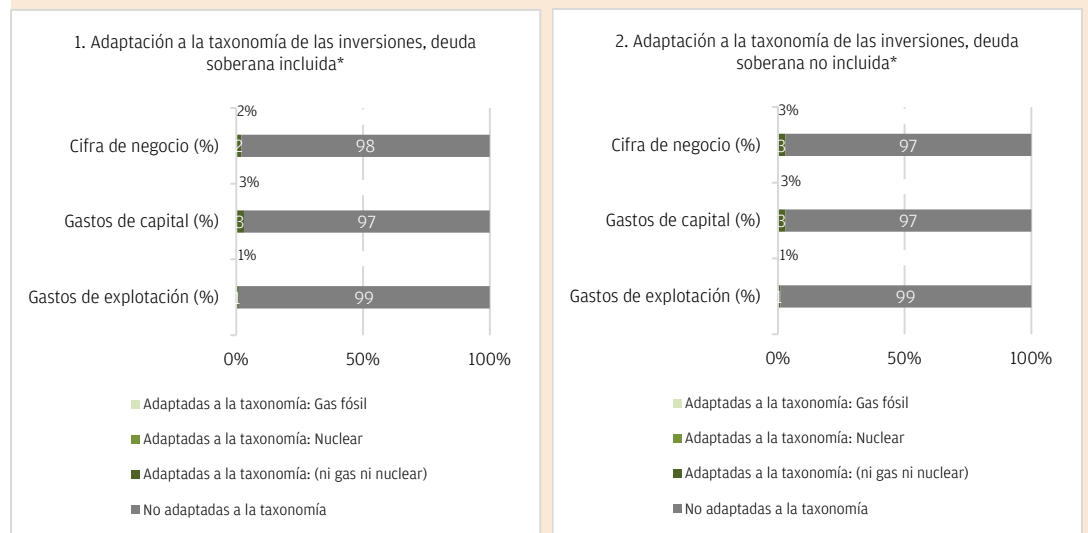 1. Adaptación a la taxonomía de las inversiones, deuda
soberana incluida*
2%
Cifra de negocio (%)
2
98
3%
Gastos de capital (%)
3
97
1%
Gastos de explotación (%)
1
99
0%
50%
100%
Adaptadas a la taxonomía: Gas fósil
Adaptadas a la taxonomía: Nuclear
Adaptadas a la taxonomía: (ni gas ni nuclear)
No adaptadas a la taxonomía
2. Adaptación a la taxonomía de las inversiones, deuda
soberana no incluida*
3%
Cifra de negocio (%)
3
97
3%
Gastos de capital (%)
3
97
1%
Gastos de explotación (%)
1
99
0%
50%
100%
Adaptadas a la taxonomía: Gas fósil
Adaptadas a la taxonomía: Nuclear
Adaptadas a la taxonomía: (ni gas ni nuclear)
No adaptadas a la taxonomía